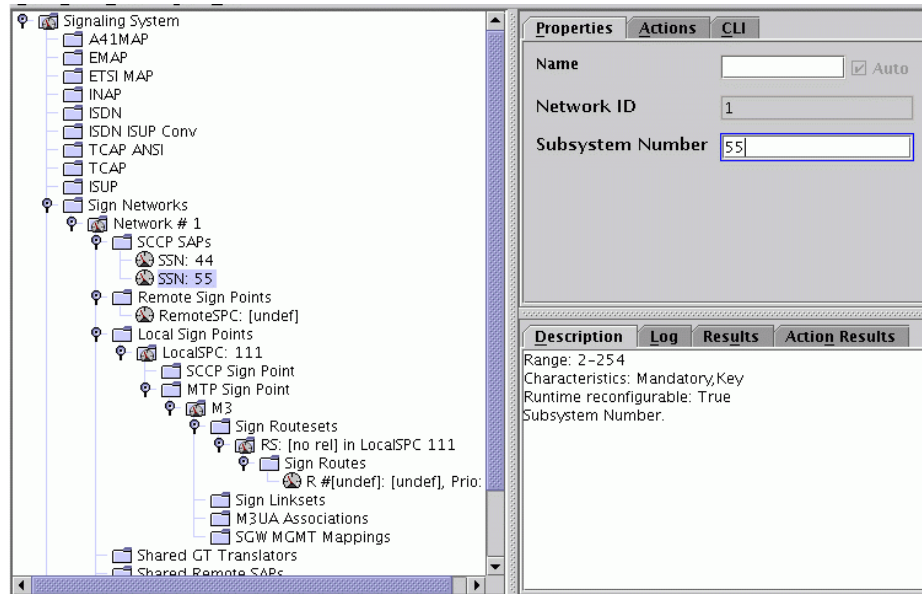 Signaling System
A41MAP
EMAP
ETSI MAP
INAP
ISDN
ISDN ISUP Conv
TCAP ANSI
TCAP
ISUP
Sign Networks
Network # 1
SCCP SAPs
SSN: 44
SSN: 55
Remote Sign Points
RemoteSPC: [undef]
Local Sign Points
LocalSPC: 111
SCCP Sign Point
MTP Sign Point
M3
Sign Routesets
RS: [no rel] in LocalSPC 111
Sign Routes
R #[undef]: [undef], Prio:
Sign Linksets
M3UA Associations
SGW MGMT Mappings
Shared GT Translators
Shared Remote SAPs
Properties Actions CLI
Name Auto
Network ID 1
Subsystem Number 55
Description Log Results Action Results
Range: 2-254
Characteristics: Mandatory,Key
Runtime reconfigurable: True
Subsystem Number.